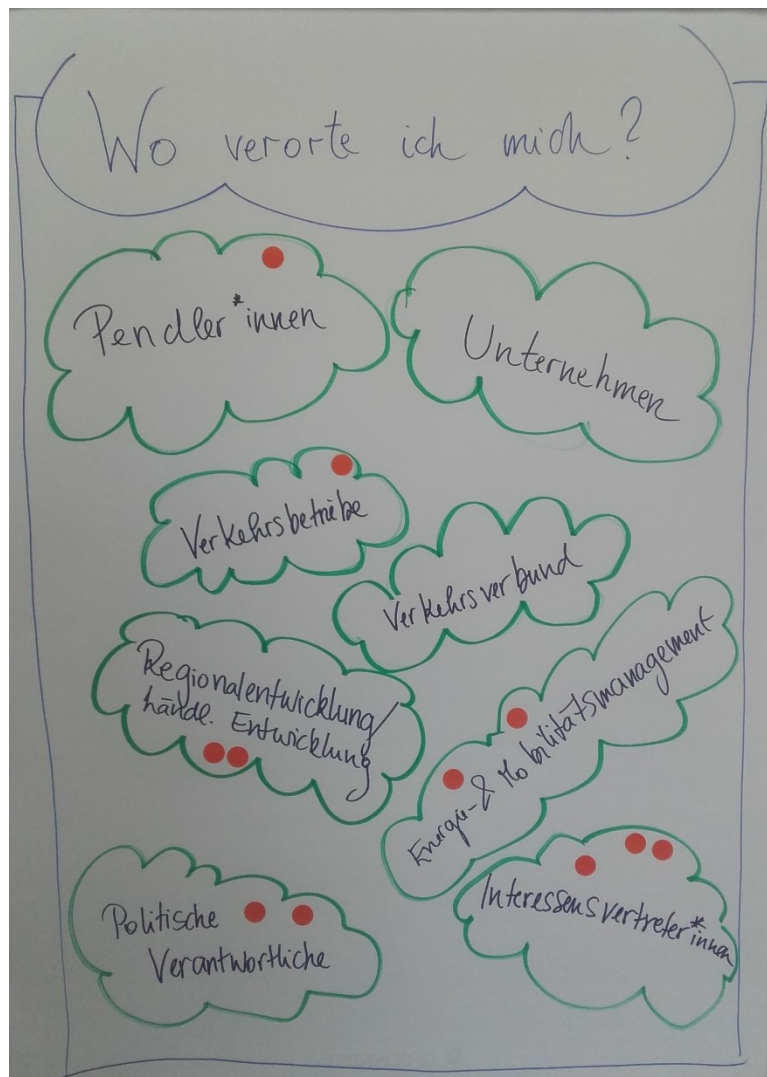 Wo verorte ich mich?
Pendler*innen
Unternehmen
Verkehrsbetriebe
Verkehrsverbund
Regionalentwicklung/
ländl. Entwicklung
Energie- & Mobilitätsmanagement
Politische
Verantwortliche
Interessensvertreter*innen